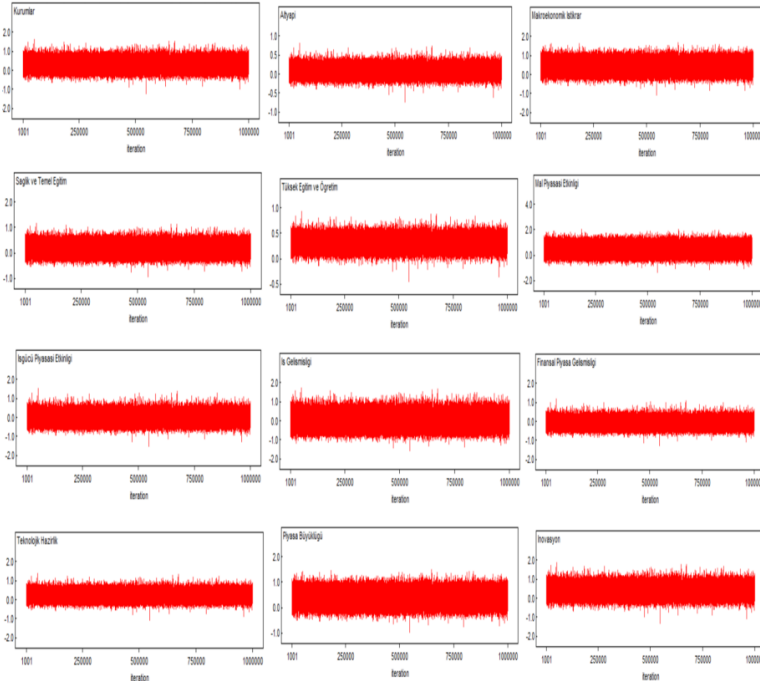 Kurumlar
2.0
1.0
0.0
-1.0
-2.0
1001 250000 500000 750000 1000000
iteration
Altyapi
1.0
0.5
0.0
-0.5
-1.0
1001 250000 500000 750000 1000000
iteration
Makroekonomik Istikrar
2.0
1.0
0.0
-1.0
-2.0
1001 250000 500000 750000 1000000
iteration
Saglik ve Temel Egitim
2.0
1.0
0.0
-1.0
1001 250000 500000 750000 1000000
iteration
Tüksek Egitim ve Ögretim
1.0
0.5
0.0
-0.5
1001 250000 500000 750000 1000000
iteration
Mal Piyasasi Etkinligi
4.0
2.0
0.0
-2.0
1001 250000 500000 750000 1000000
iteration
Isgücü Piyasasi Etkinligi
2.0
1.0
0.0
-1.0
-2.0
1001 250000 500000 750000 1000000
iteration
Is Gelismisligi
2.0
1.0
0.0
-1.0
-2.0
1001 250000 500000 750000 1000000
iteration
Finansal Piyasa Gelismisligi
2.0
1.0
0.0
-1.0
-2.0
1001 250000 500000 750000 1000000
iteration
Teknolojik Hazirlik
2.0
1.0
0.0
-1.0
-2.0
1001 250000 500000 750000 1000000
iteration
Piyasa Büyüklügü
2.0
1.0
0.0
-1.0
1001 250000 500000 750000 1000000
iteration
Inovasyon
2.0
1.0
0.0
-1.0
-2.0
1001 250000 500000 750000 1000000
iteration